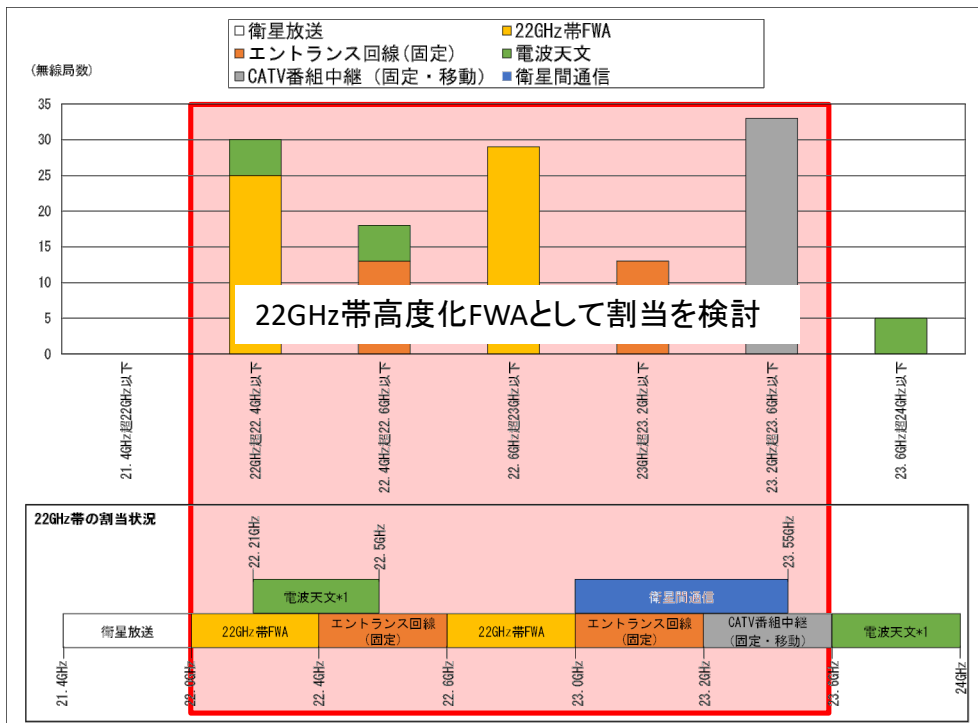 □衛星放送
■22GHz帯FWA
■エントランス回線(固定)
■電波天文
■CATV番組中継（固定・移動）
■衛星間通信
(無線局数)
35
30
25
20
15
10
5
0
22GHz帯高度化FWAとして割当を検討
21.4GHz超22GHz以下
22GHz超22.4GHz以下
22.4GHz超22.6GHz以下
22.6GHz超23GHz以下
23GHz超23.2GHz以下
23.2GHz超23.6GHz以下
23.6GHz超24GHz以下
22GHz帯の割当状況
22.21GHz
22.5GHz
23.55GHz
電波天文*1
衛星間通信
衛星放送
22GHz帯FWA
エントランス回線
(固定)
22GHz帯FWA
エントランス回線
(固定)
CATV番組中継
(固定・移動)
電波天文*1
21.4GHz
22.4GHz
22.6GHz
23.0GHz
23.2GHz
23.6GHz
24GHz